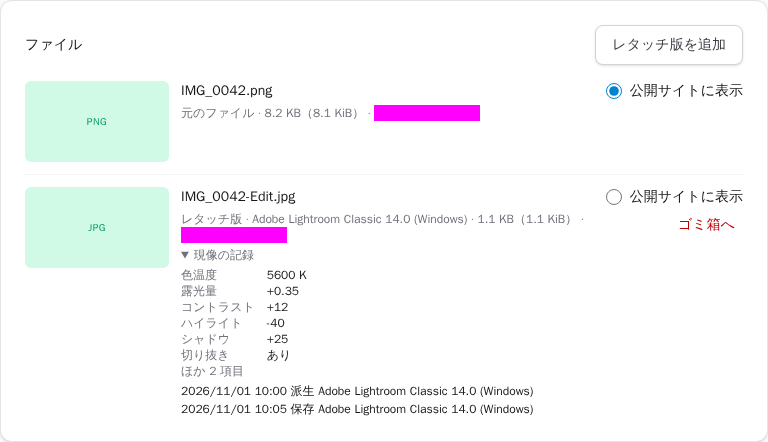 ファイル
レタッチ版を追加
PNG
IMG_0042.png
元のファイル · 8.2 KB（8.1 KiB） ·
公開サイトに表示
JPG
IMG_0042-Edit.jpg
レタッチ版 · Adobe Lightroom Classic 14.0 (Windows) · 1.1 KB（1.1 KiB） ·
公開サイトに表示
ゴミ箱へ
▼ 現像の記録
色温度 5600 K
露光量 +0.35
コントラスト +12
ハイライト -40
シャドウ +25
切り抜き あり
ほか 2 項目
2026/11/01 10:00 派生 Adobe Lightroom Classic 14.0 (Windows)
2026/11/01 10:05 保存 Adobe Lightroom Classic 14.0 (Windows)